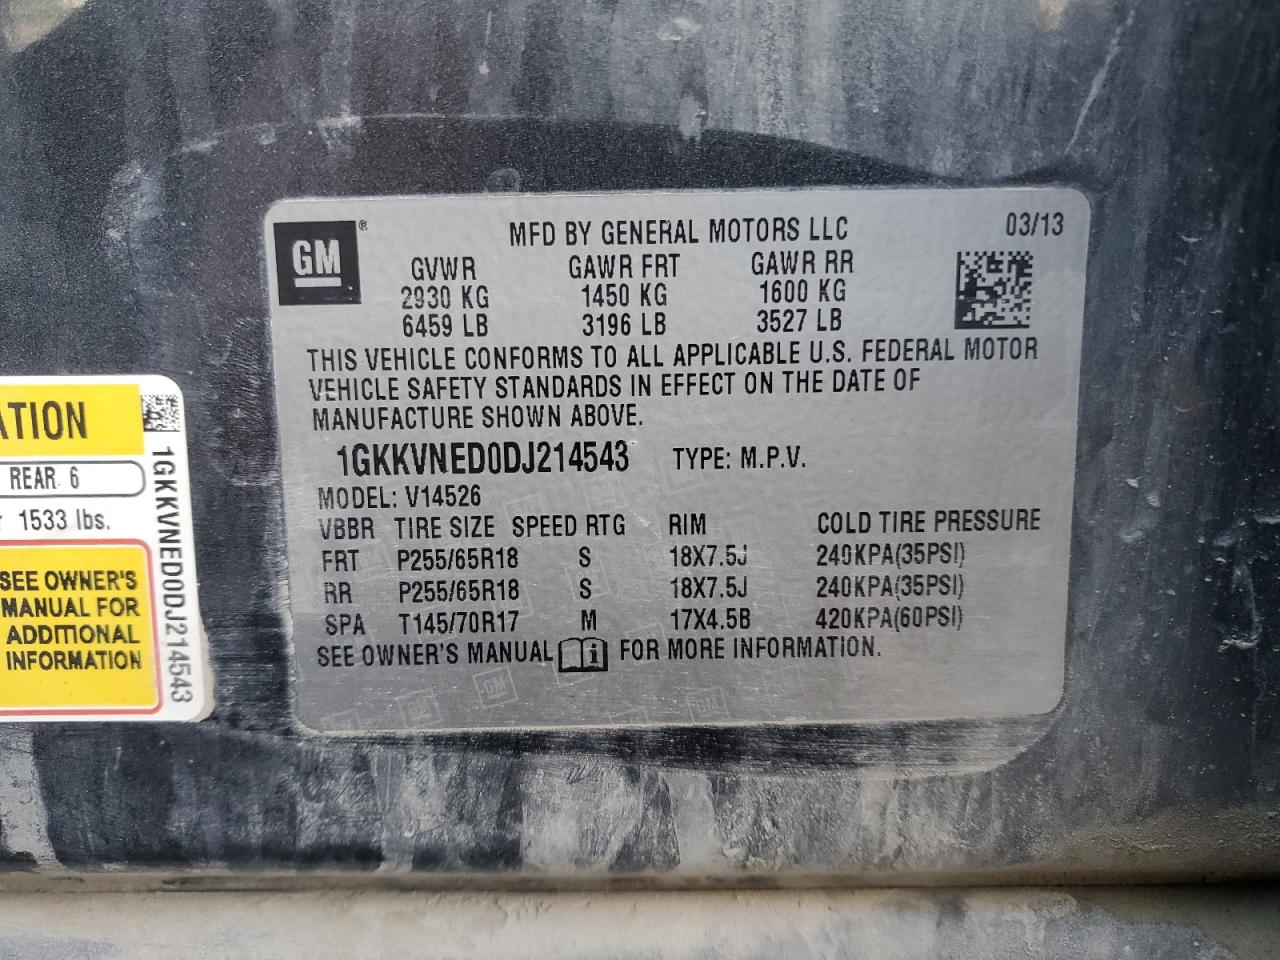 GM ®
MFD BY GENERAL MOTORS LLC 03/13
GVWR GAWR FRT GAWR RR
2930 KG 1450 KG 1600 KG
6459 LB 3196 LB 3527 LB
THIS VEHICLE CONFORMS TO ALL APPLICABLE U.S. FEDERAL MOTOR
VEHICLE SAFETY STANDARDS IN EFFECT ON THE DATE OF
MANUFACTURE SHOWN ABOVE.
1GKKVNED0DJ214543 TYPE: M.P.V.
MODEL: V14526
VBBR TIRE SIZE SPEED RTG RIM COLD TIRE PRESSURE
FRT P255/65R18 S 18X7.5J 240KPA(35PSI)
RR P255/65R18 S 18X7.5J 240KPA(35PSI)
SPA T145/70R17 M 17X4.5B 420KPA(60PSI)
SEE OWNER'S MANUAL i FOR MORE INFORMATION.
ATION
REAR 6
1533 lbs.
SEE OWNER'S
MANUAL FOR
ADDITIONAL
INFORMATION
1GKKVNED0DJ214543